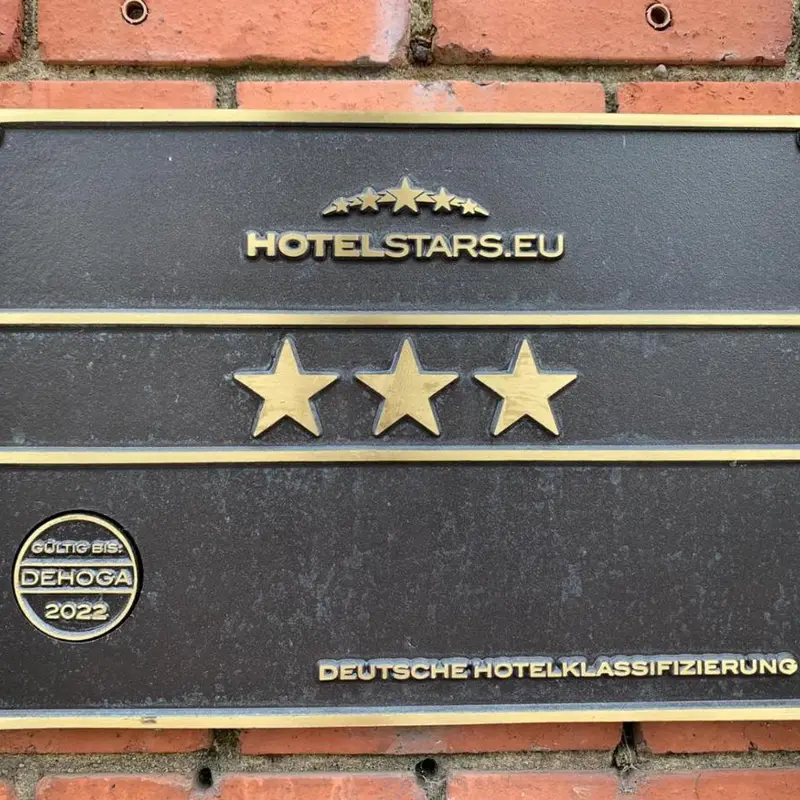 HOTELSTARS.EU
GÜLTIG BIS:
DEHOGA
2022
DEUTSCHE HOTELKLASSIFIZIERUNG